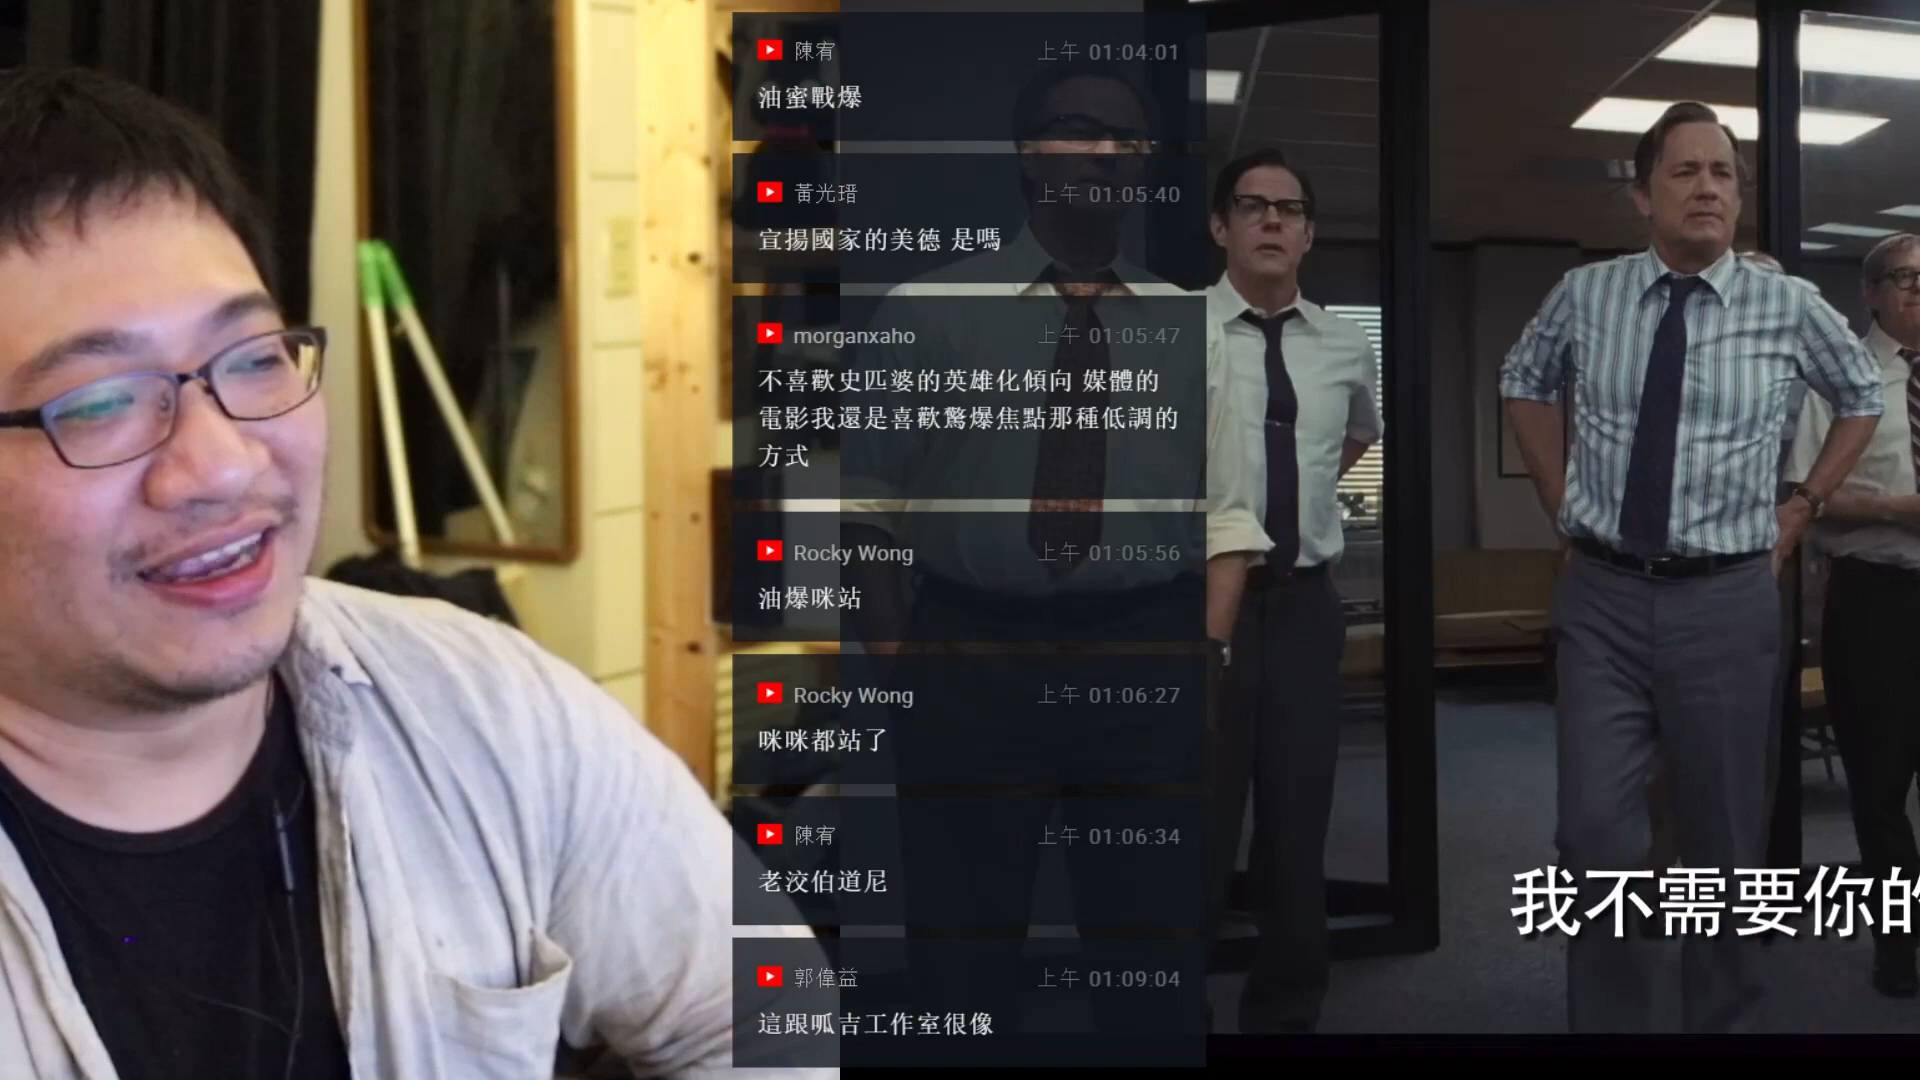 陳宥 上午 01:04:01
油蜜戰爆
黃光瑨 上午 01:05:40
宣揚國家的美德 是嗎
morganxaho 上午 01:05:47
不喜歡史匹婆的英雄化傾向 媒體的
電影我還是喜歡驚爆焦點那種低調的
方式
Rocky Wong 上午 01:05:56
油爆咪站
Rocky Wong 上午 01:06:27
咪咪都站了
陳宥 上午 01:06:34
老洨伯道尼
我不需要你的
郭偉益 上午 01:09:04
這跟呱吉工作室很像